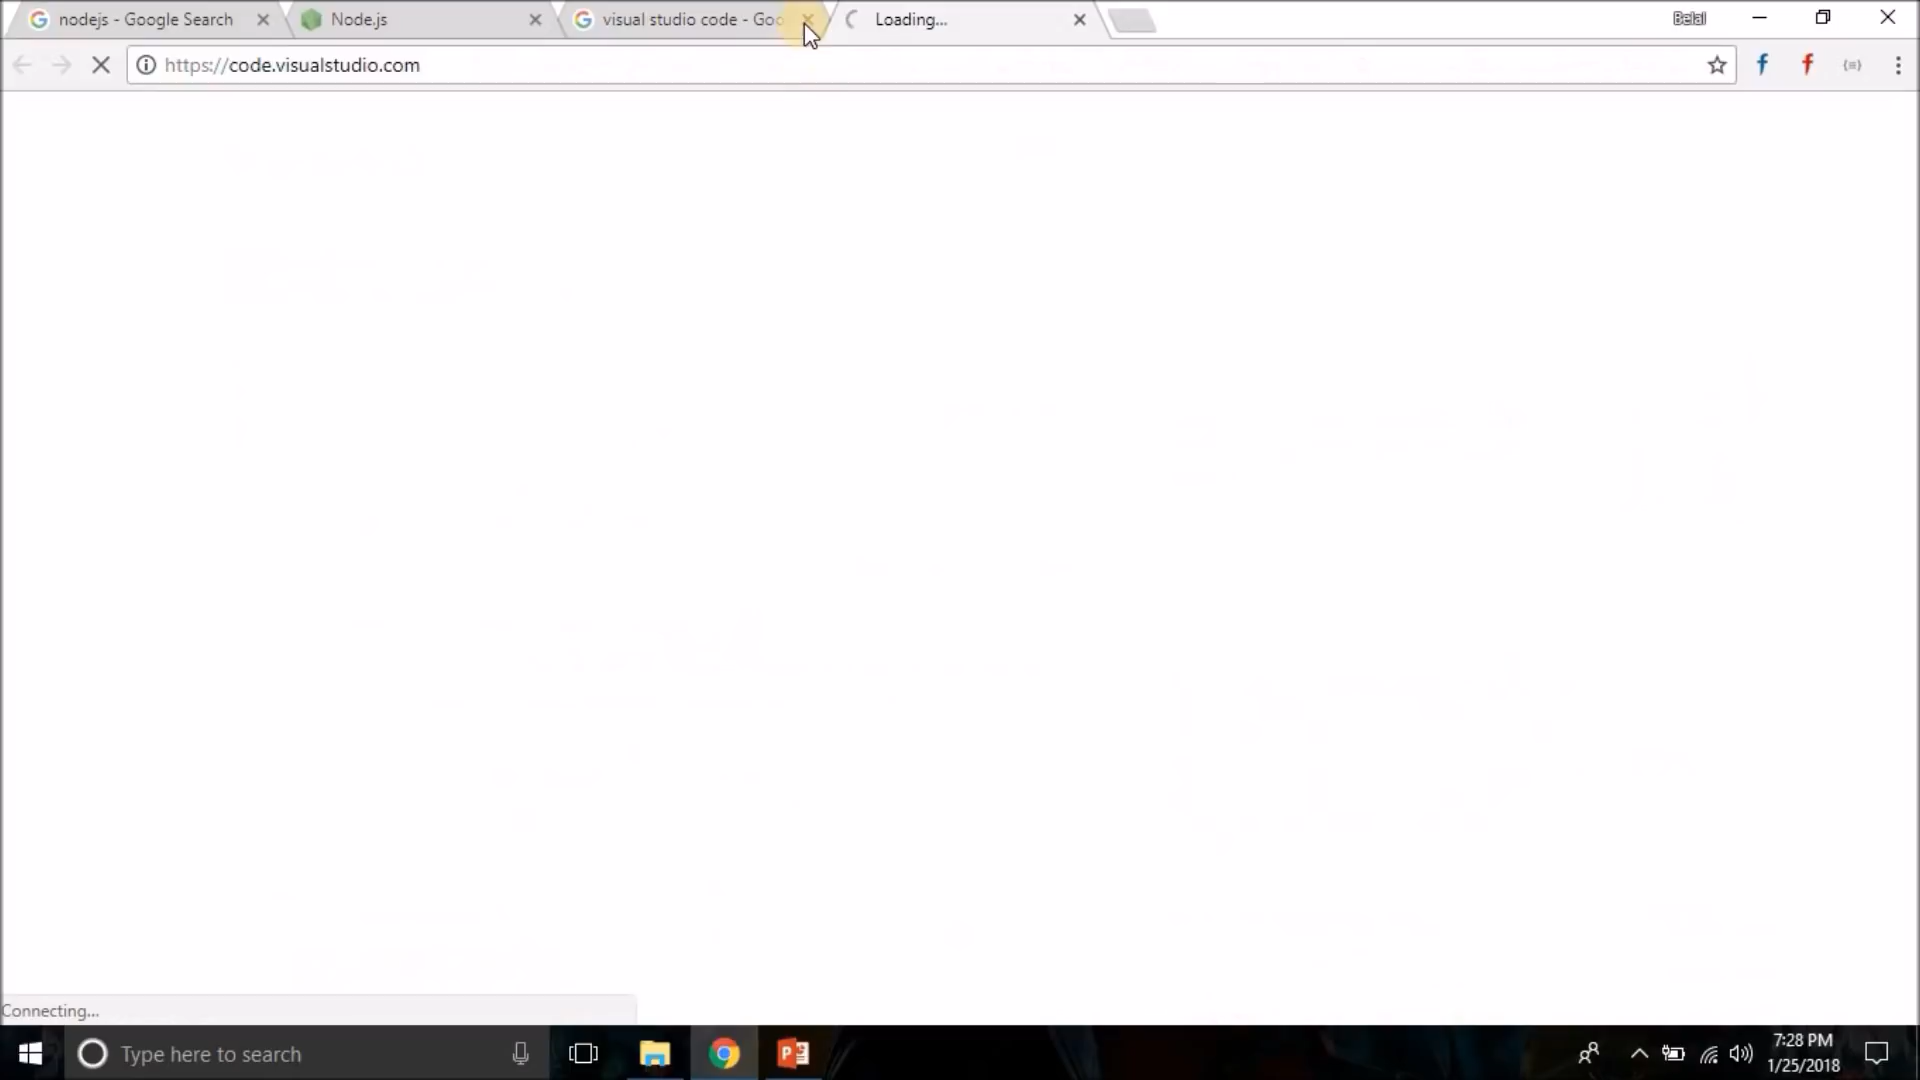 nodejs - Google Search
Node.js
visual studio code - Goo
Loading...
Belal
https://code.visualstudio.com
Connecting...
Type here to search
7:28 PM
1/25/2018